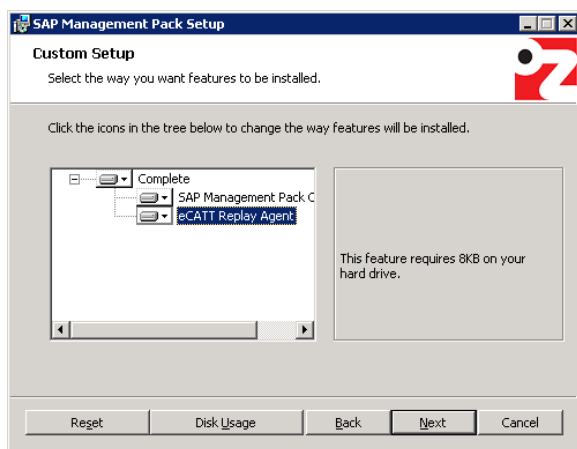 SAP Management Pack Setup
Custom Setup
Select the way you want features to be installed.
Click the icons in the tree below to change the way features will be installed.
Complete
SAP Management Pack C
eCATT Replay Agent
This feature requires 8KB on your
hard drive.
Reset
Disk Usage
Back
Next
Cancel